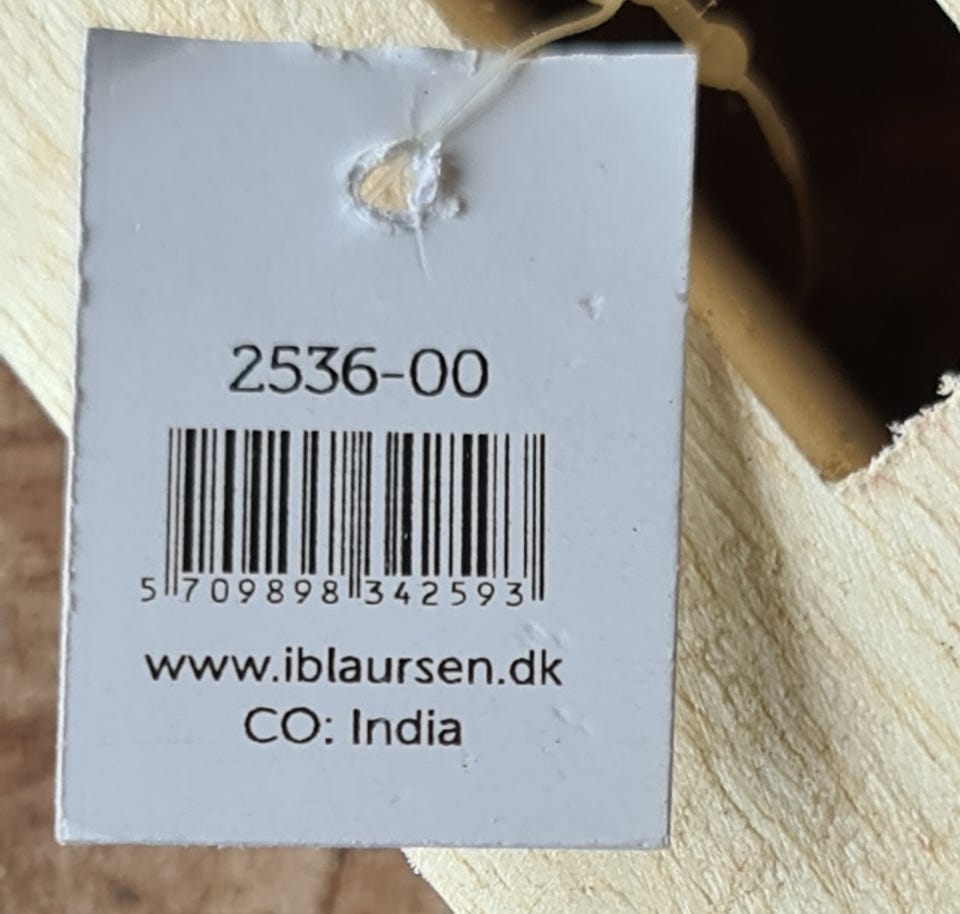 2536-00
5 709898 342593
www.iblaursen.dk
CO: India